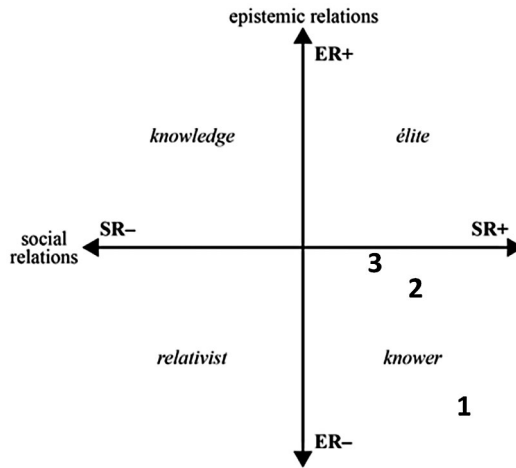 epistemic relations
ER+
knowledge
élite
SR–
SR+
social
relations
3
2
relativist
knower
1
ER–